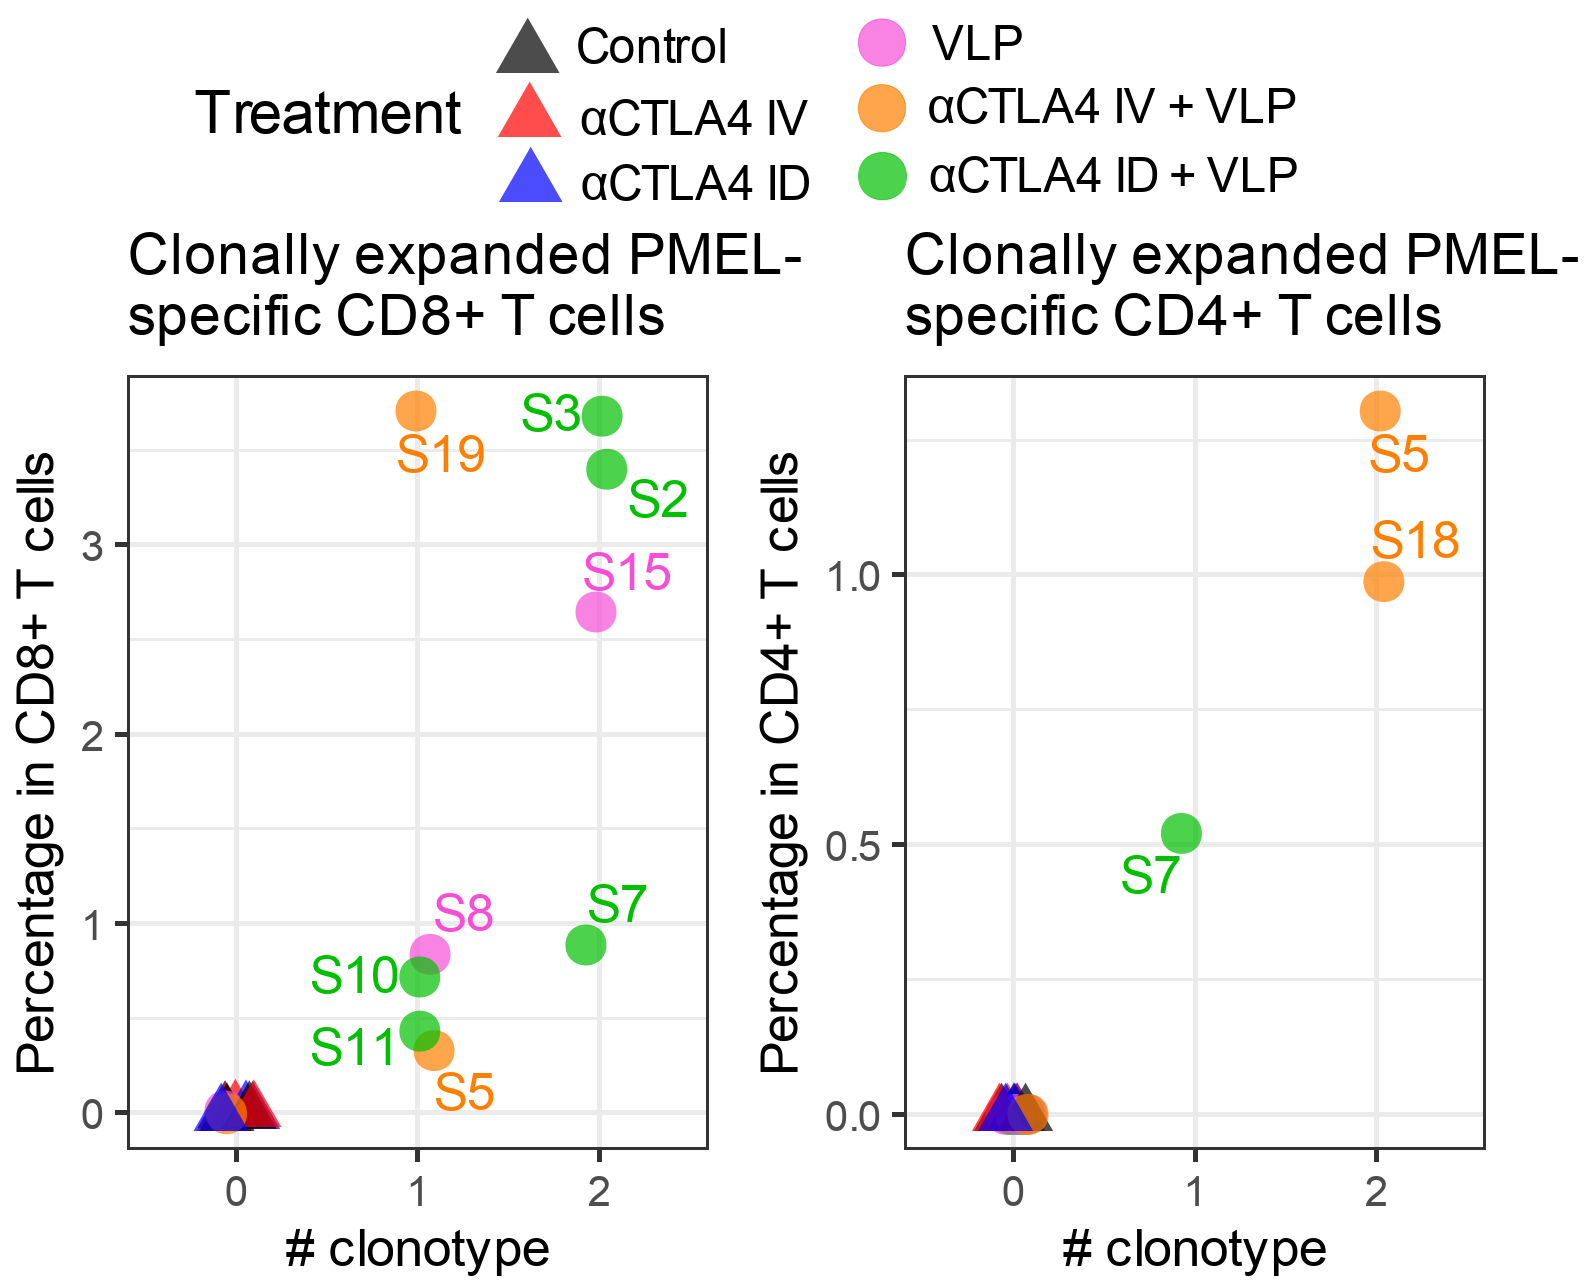 Treatment
Control
αCTLA4 IV
αCTLA4 ID
VLP
αCTLA4 IV + VLP
αCTLA4 ID + VLP
Clonally expanded PMEL-
specific CD8+ T cells
Percentage in CD8+ T cells
3
2
1
0
S19
S3
S2
S15
S8
S7
S10
S11
S5
0
1
2
# clonotype
Clonally expanded PMEL-
specific CD4+ T cells
Percentage in CD4+ T cells
1.0
0.5
0.0
S5
S18
S7
0
1
2
# clonotype